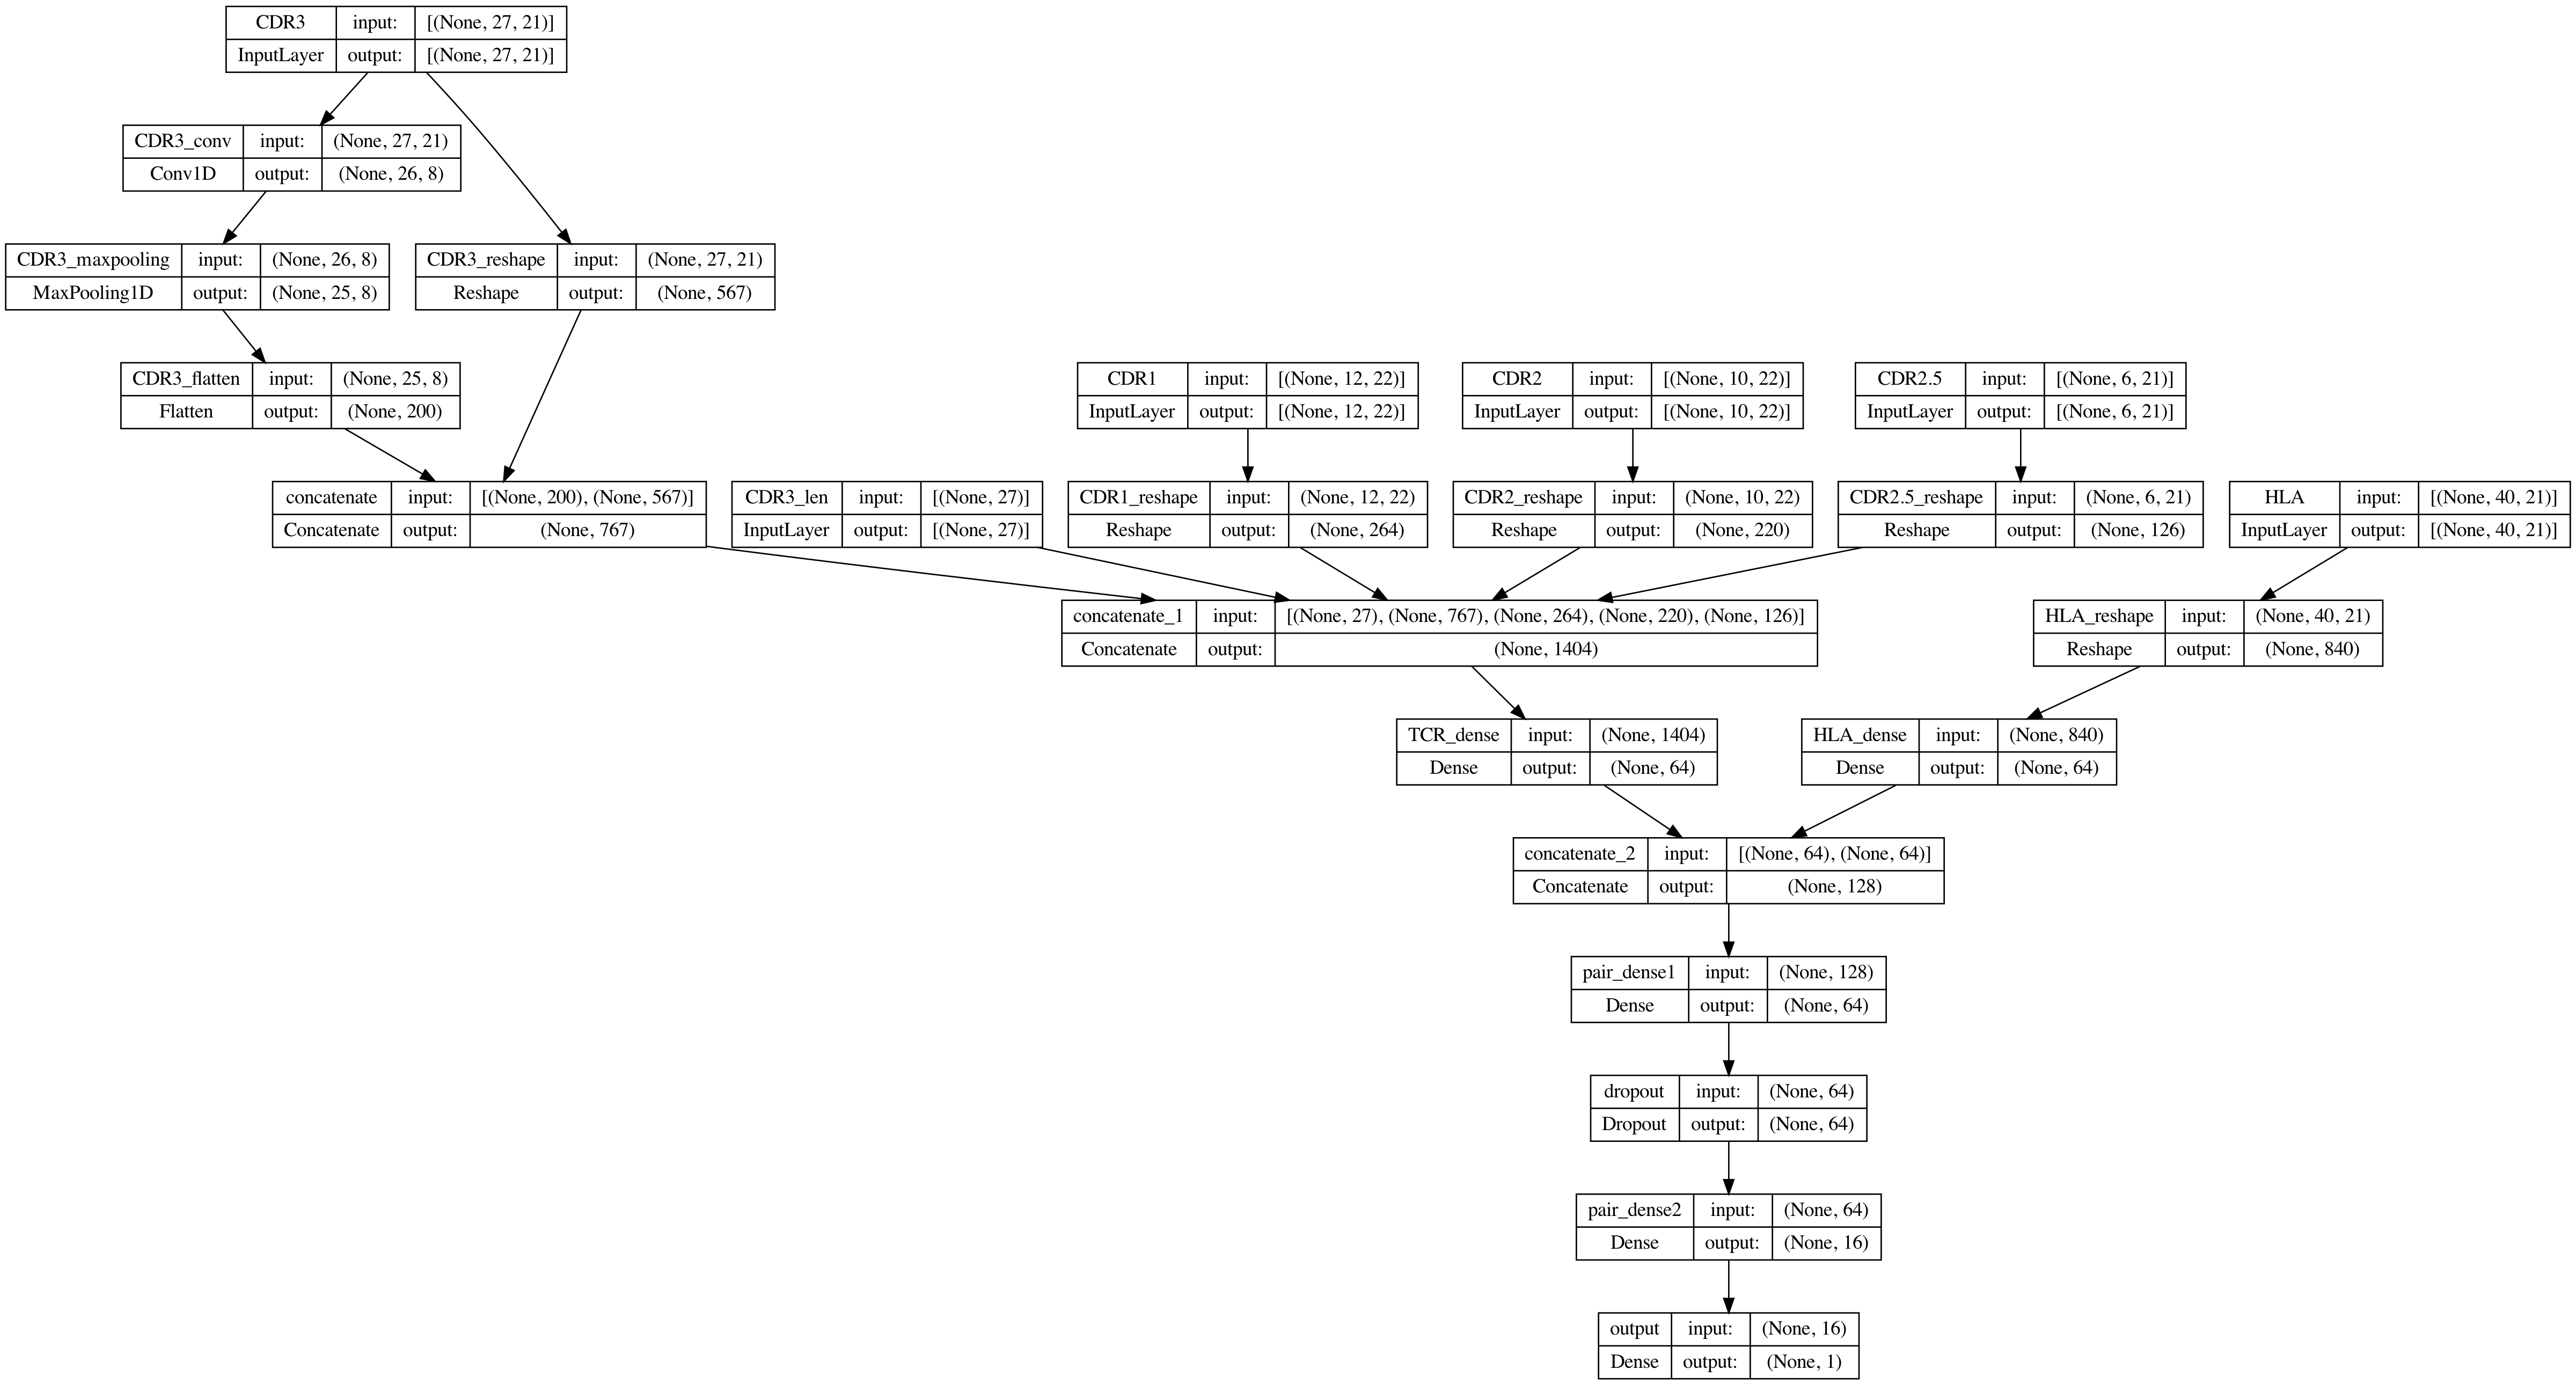 CDR3 input: [(None, 27, 21)]
InputLayer output: [(None, 27, 21)]
CDR3_conv input: (None, 27, 21)
Conv1D output: (None, 26, 8)
CDR3_maxpooling input: (None, 26, 8)
MaxPooling1D output: (None, 25, 8)
CDR3_reshape input: (None, 27, 21)
Reshape output: (None, 567)
CDR3_flatten input: (None, 25, 8)
Flatten output: (None, 200)
CDR1 input: [(None, 12, 22)]
InputLayer output: [(None, 12, 22)]
CDR2 input: [(None, 10, 22)]
InputLayer output: [(None, 10, 22)]
CDR2.5 input: [(None, 6, 21)]
InputLayer output: [(None, 6, 21)]
concatenate input: [(None, 200), (None, 567)]
Concatenate output: (None, 767)
CDR3_len input: [(None, 27)]
InputLayer output: [(None, 27)]
CDR1_reshape input: (None, 12, 22)
Reshape output: (None, 264)
CDR2_reshape input: (None, 10, 22)
Reshape output: (None, 220)
CDR2.5_reshape input: (None, 6, 21)
Reshape output: (None, 126)
HLA input: [(None, 40, 21)]
InputLayer output: [(None, 40, 21)]
concatenate_1 input: [(None, 27), (None, 767), (None, 264), (None, 220), (None, 126)]
Concatenate output: (None, 1404)
HLA_reshape input: (None, 40, 21)
Reshape output: (None, 840)
TCR_dense input: (None, 1404)
Dense output: (None, 64)
HLA_dense input: (None, 840)
Dense output: (None, 64)
concatenate_2 input: [(None, 64), (None, 64)]
Concatenate output: (None, 128)
pair_dense1 input: (None, 128)
Dense output: (None, 64)
dropout input: (None, 64)
Dropout output: (None, 64)
pair_dense2 input: (None, 64)
Dense output: (None, 16)
output input: (None, 16)
Dense output: (None, 1)